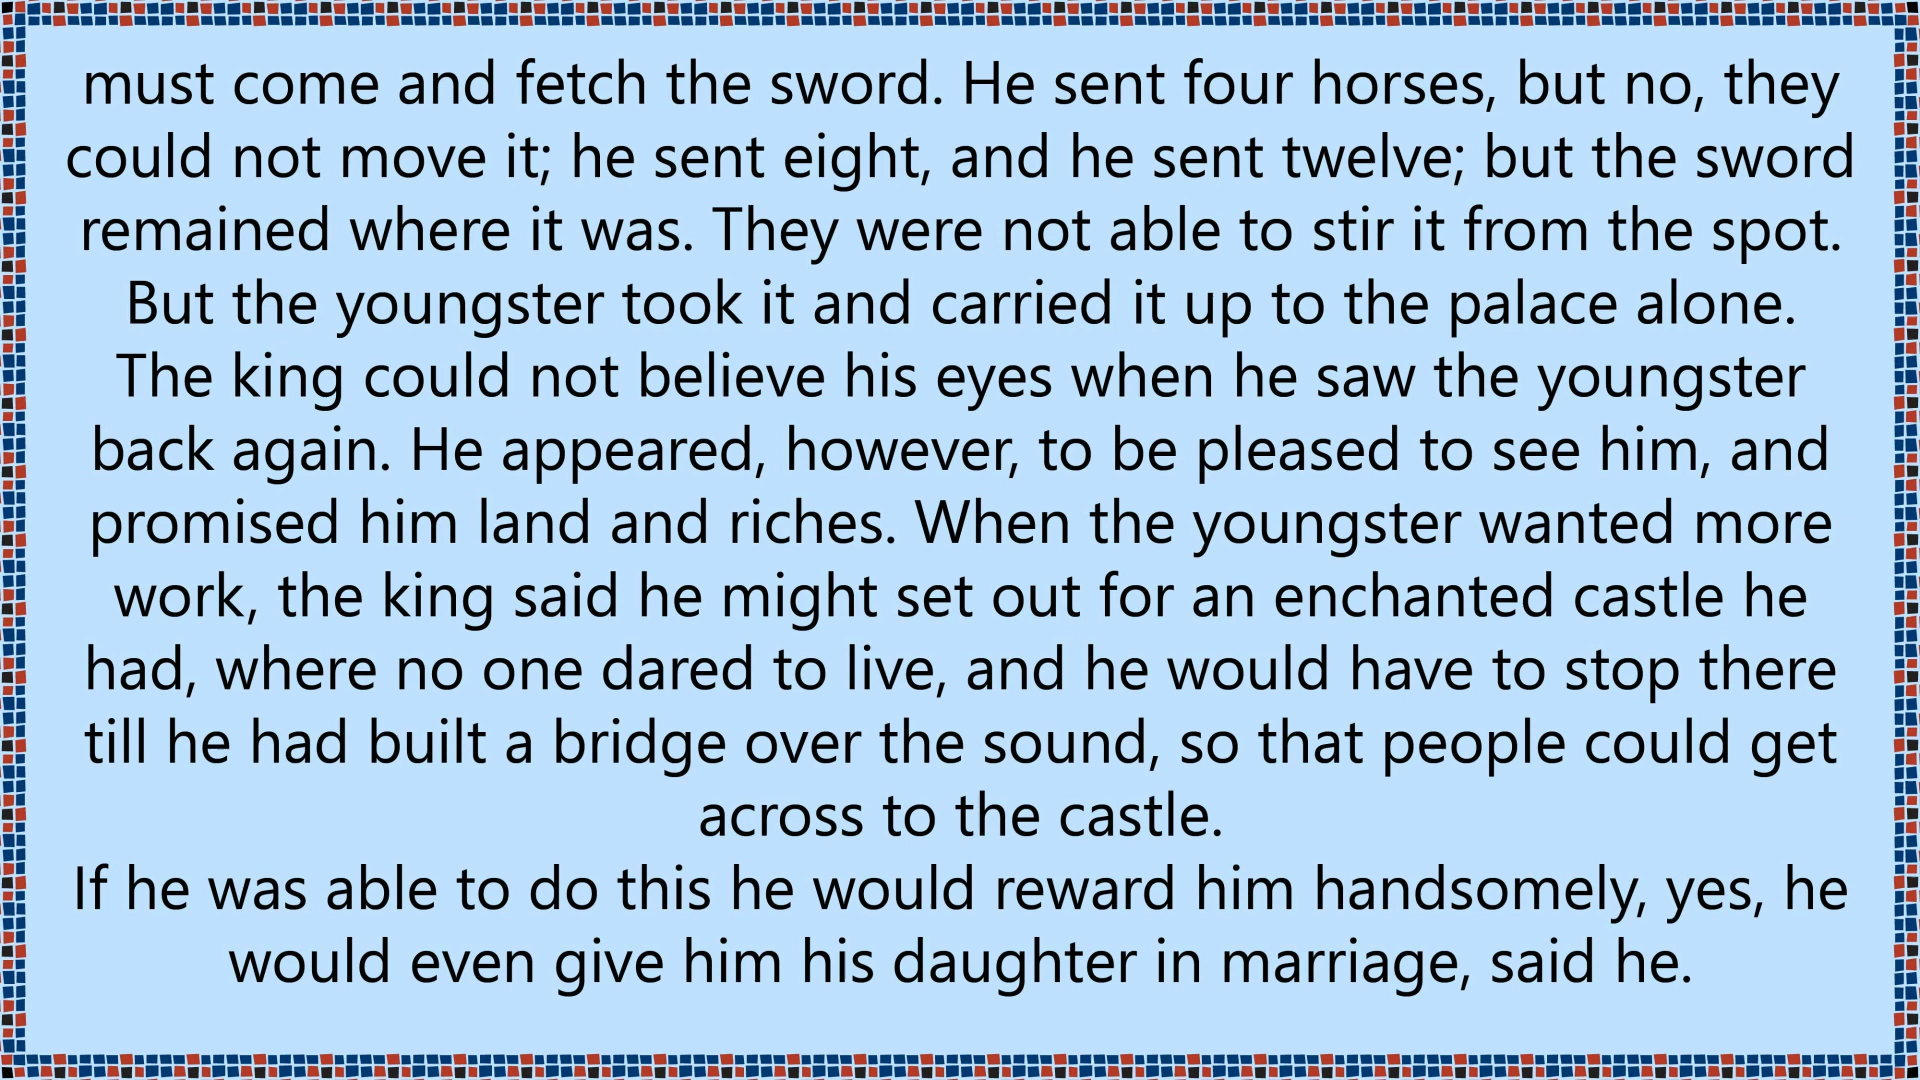 must come and fetch the sword. He sent four horses, but no, they
could not move it; he sent eight, and he sent twelve; but the sword
remained where it was. They were not able to stir it from the spot.
But the youngster took it and carried it up to the palace alone.
The king could not believe his eyes when he saw the youngster
back again. He appeared, however, to be pleased to see him, and
promised him land and riches. When the youngster wanted more
work, the king said he might set out for an enchanted castle he
had, where no one dared to live, and he would have to stop there
till he had built a bridge over the sound, so that people could get
across to the castle.
If he was able to do this he would reward him handsomely, yes, he
would even give him his daughter in marriage, said he.